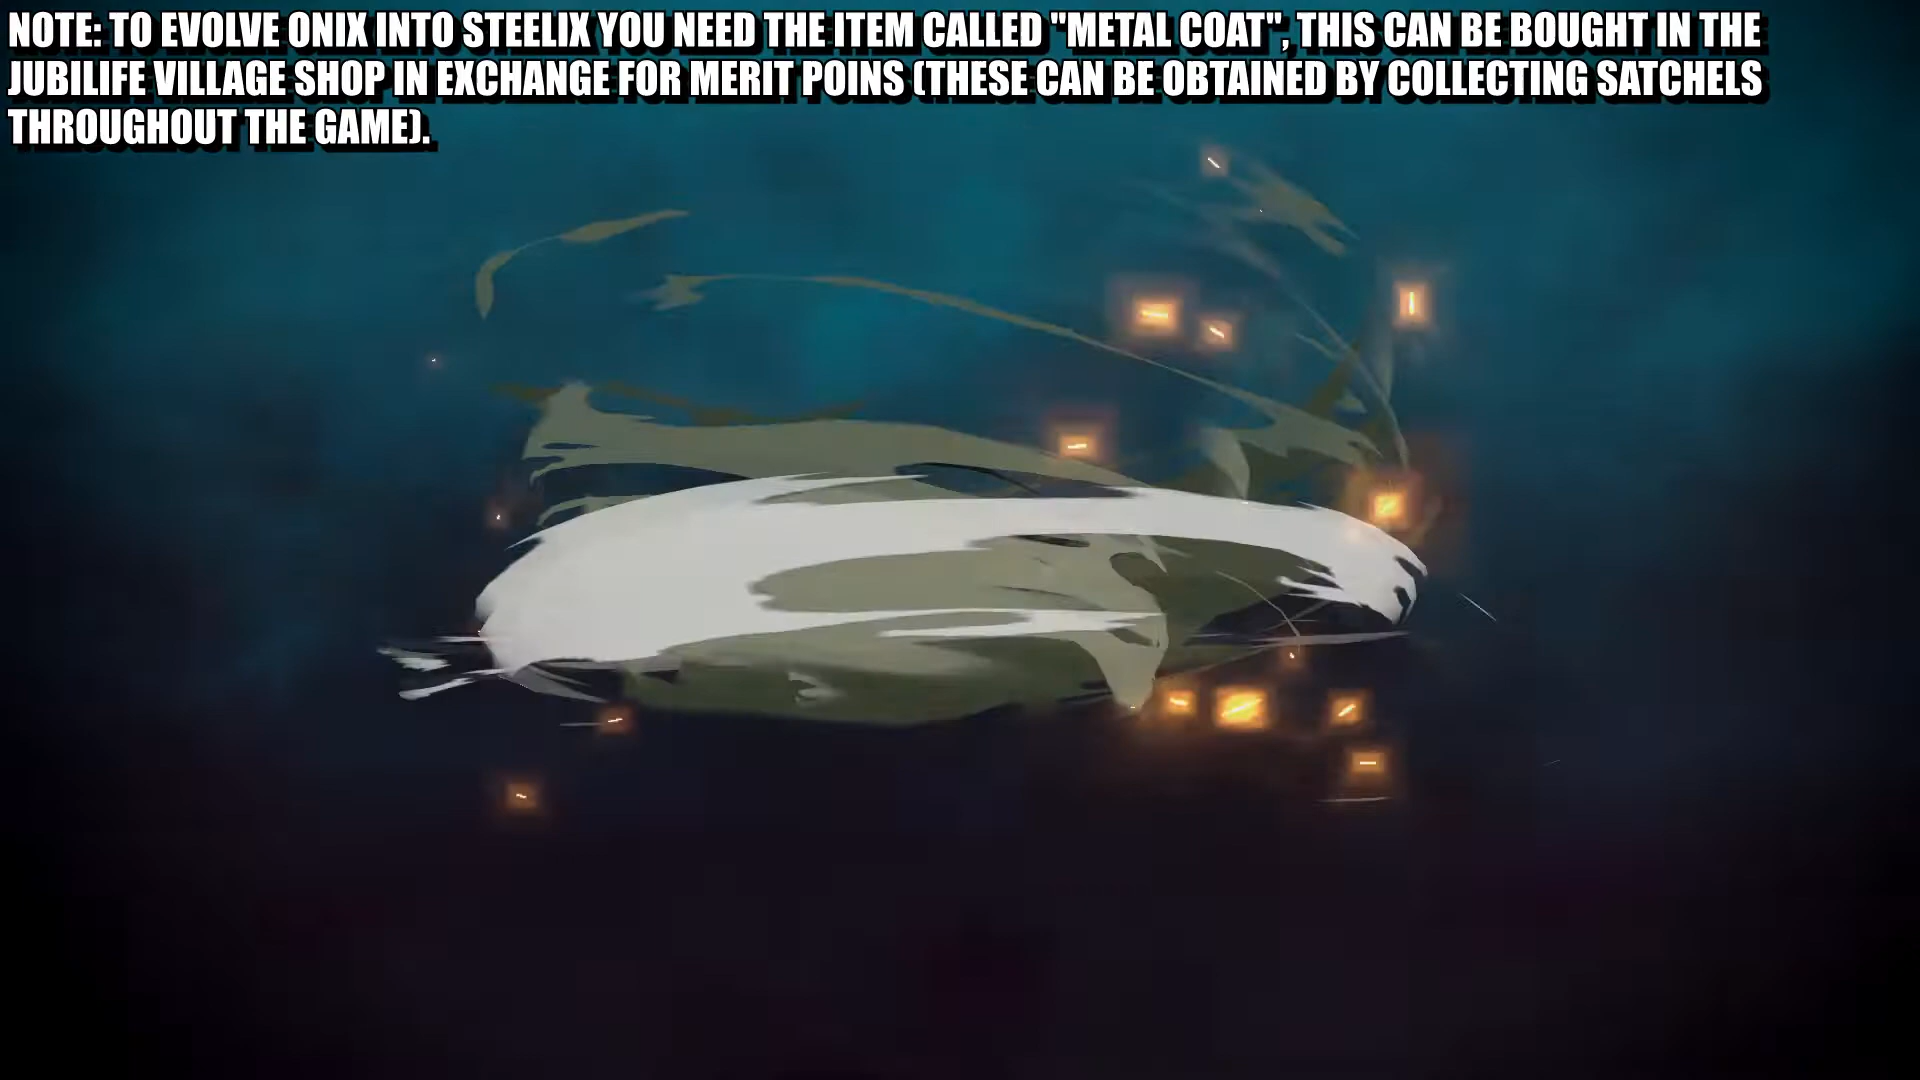 NOTE: TO EVOLVE ONIX INTO STEELIX YOU NEED THE ITEM CALLED "METAL COAT", THIS CAN BE BOUGHT IN THE
JUBILIFE VILLAGE SHOP IN EXCHANGE FOR MERIT POINS (THESE CAN BE OBTAINED BY COLLECTING SATCHELS
THROUGHOUT THE GAME).